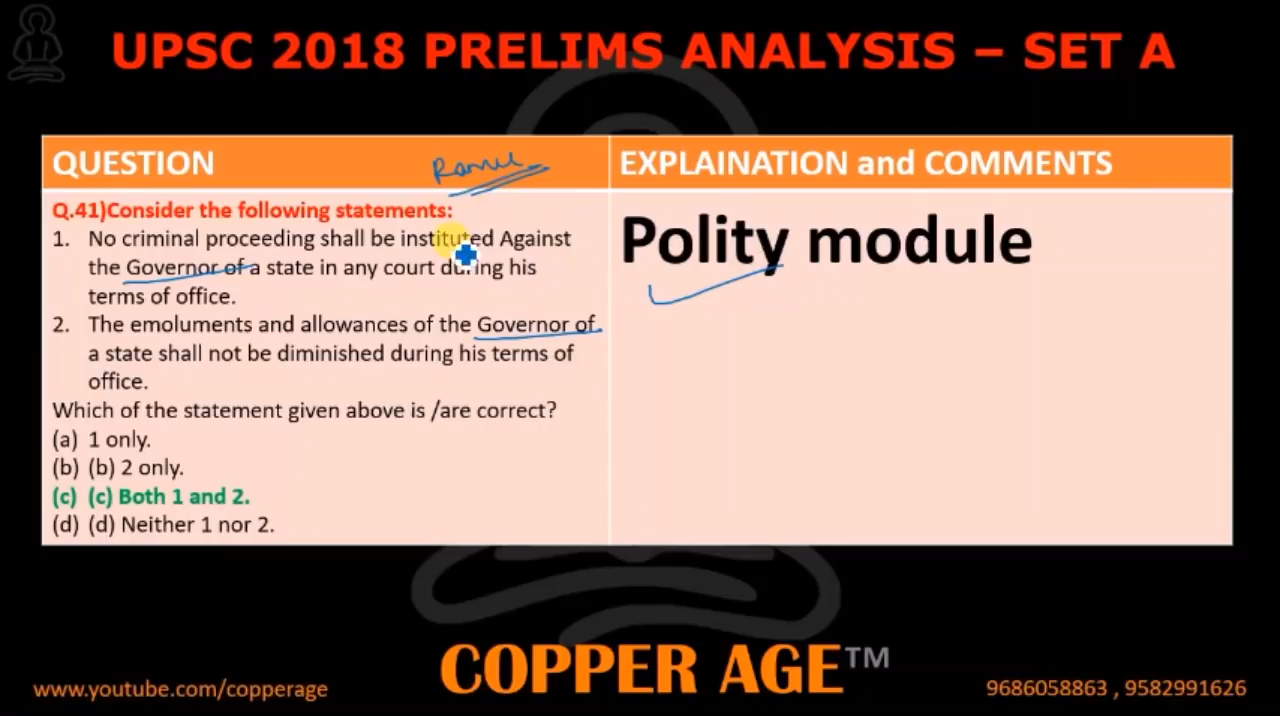 UPSC 2018 PRELIMS ANALYSIS – SET A
QUESTION
Ramu
Q.41)Consider the following statements:
1. No criminal proceeding shall be instituted Against
the Governor of a state in any court during his
terms of office.
2. The emoluments and allowances of the Governor of
a state shall not be diminished during his terms of
office.
Which of the statement given above is /are correct?
(a) 1 only.
(b) (b) 2 only.
(c) (c) Both 1 and 2.
(d) (d) Neither 1 nor 2.
EXPLAINATION and COMMENTS
Polity module
COPPER AGE™
www.youtube.com/copperage
9686058863 , 9582991626